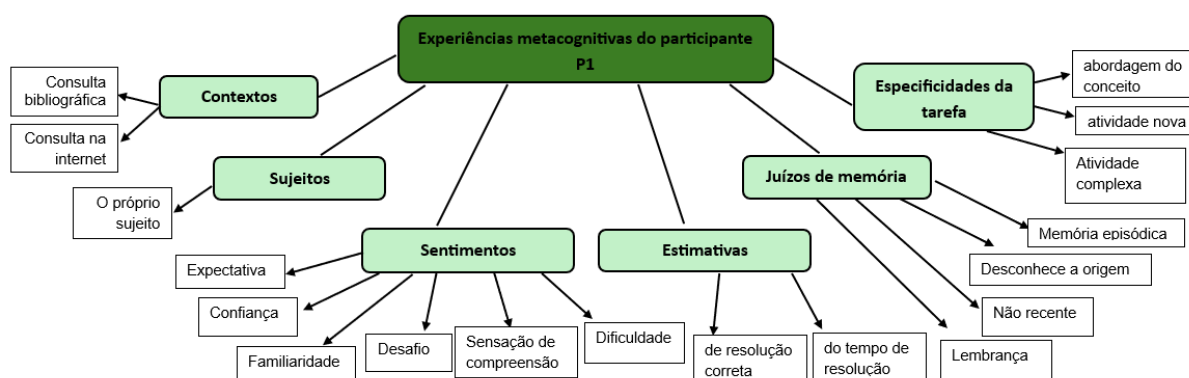 Experiências metacognitivas do participante
P1
Contextos
Consulta
bibliográfica
Consulta na
internet
Sujeitos
O próprio
sujeito
Sentimentos
Expectativa
Confiança
Familiaridade
Desafio
Sensação de
compreensão
Dificuldade
Estimativas
de resolução
correta
do tempo de
resolução
Juízos de memória
Memória episódica
Desconhece a origem
Não recente
Lembrança
Especificidades da
tarefa
abordagem do
conceito
atividade nova
Atividade
complexa